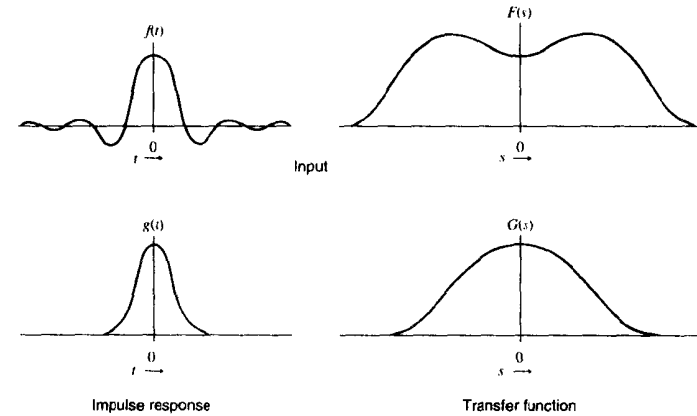 f(t)
F(s)
0
t →
0
s →
Input
g(t)
G(s)
0
t →
0
s →
Impulse response
Transfer function